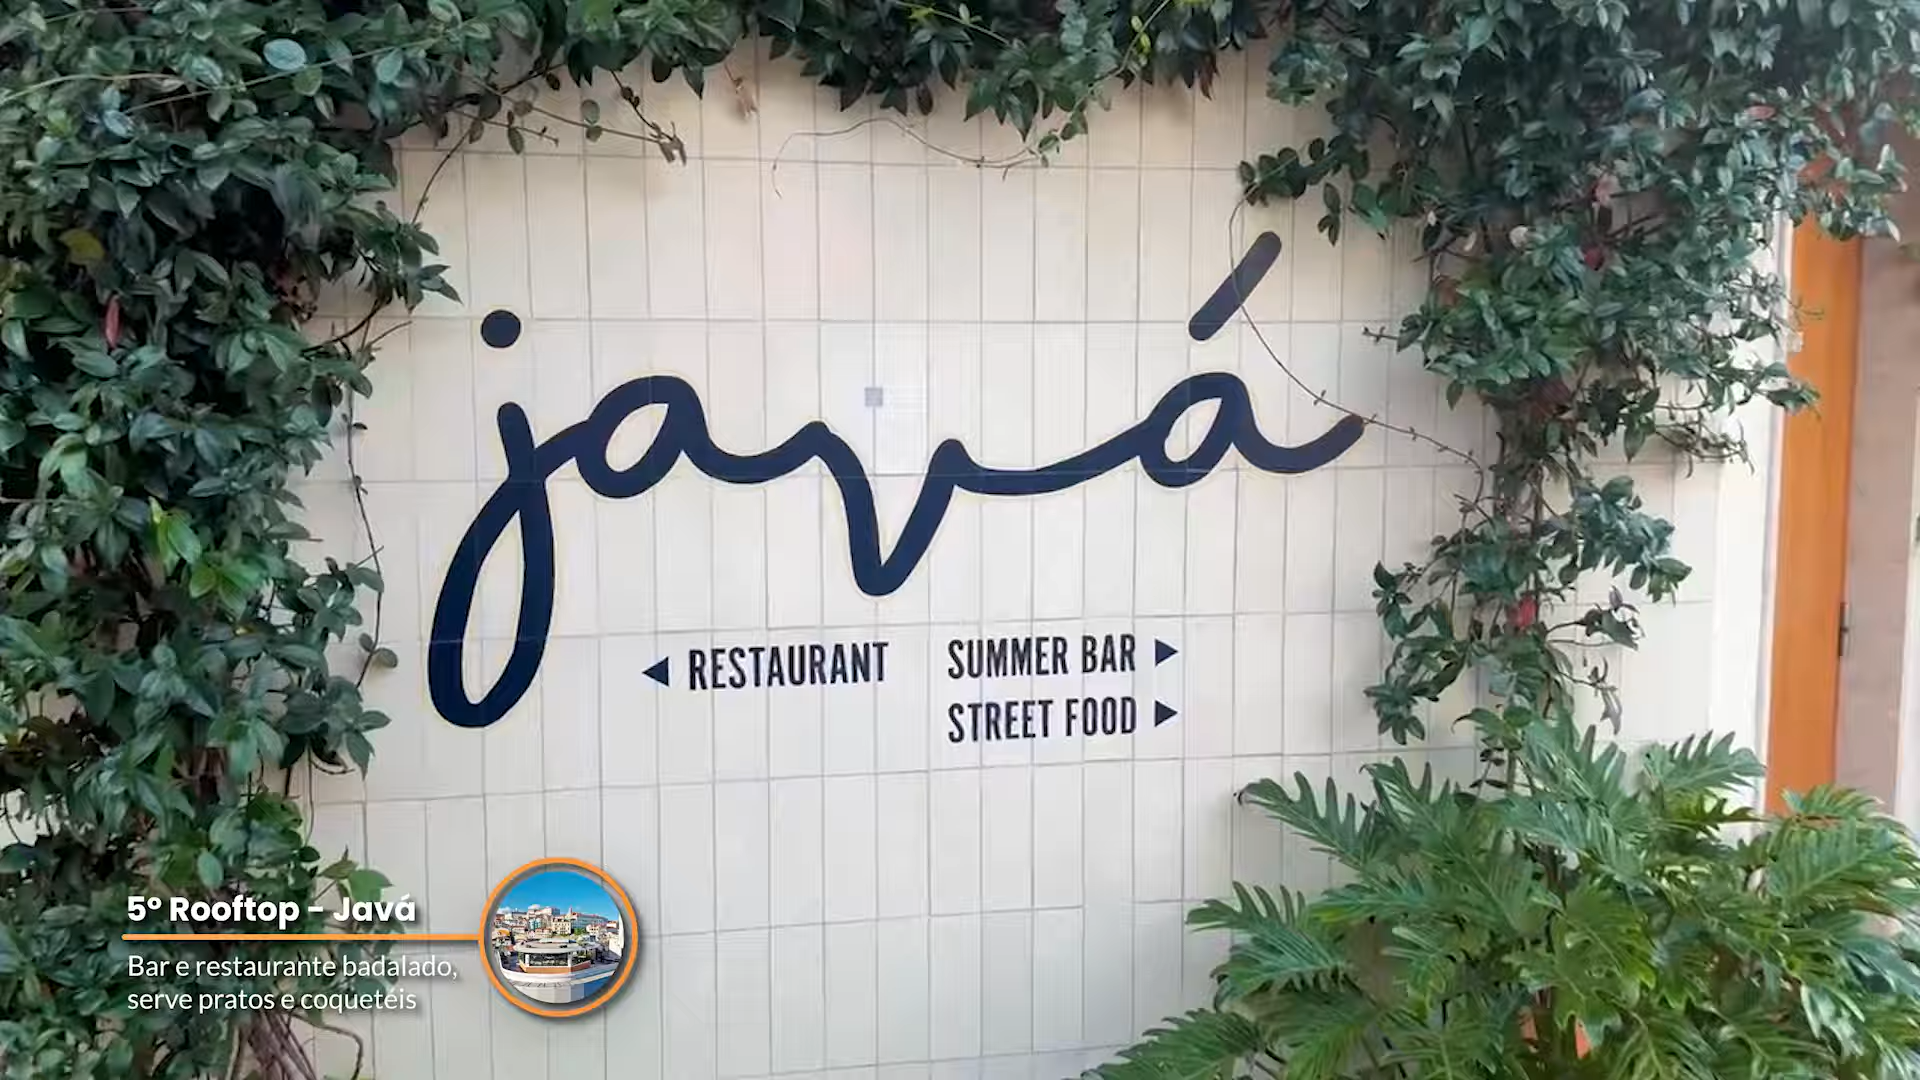 javá
RESTAURANT
SUMMER BAR
STREET FOOD
5º Rooftop - Javá
Bar e restaurante badalado,
serve pratos e coquetéis